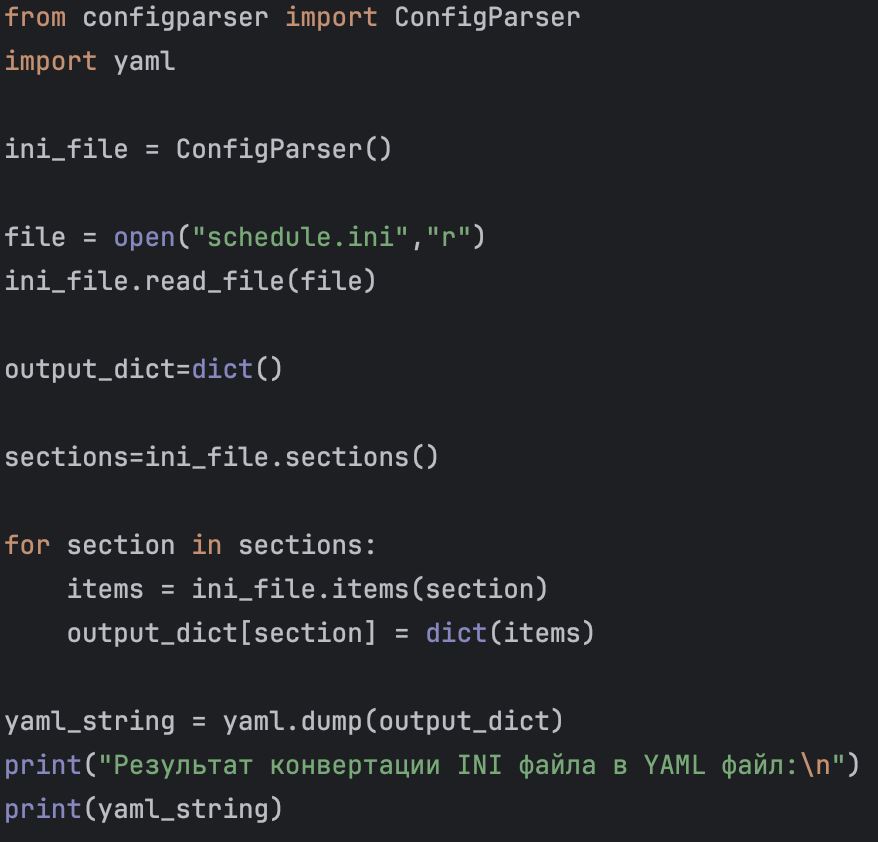 from configparser import ConfigParser
import yaml
ini_file = ConfigParser()
file = open("schedule.ini","r")
ini_file.read_file(file)
output_dict=dict()
sections=ini_file.sections()
for section in sections:
    items = ini_file.items(section)
    output_dict[section] = dict(items)
yaml_string = yaml.dump(output_dict)
print("Результат конвертации INI файла в YAML файл:\n")
print(yaml_string)